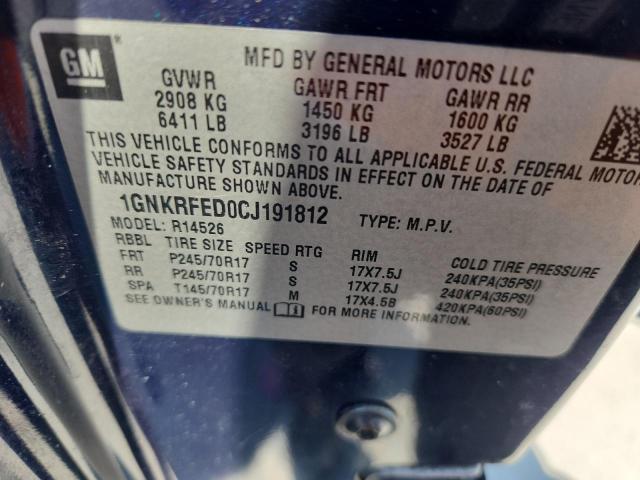 GM
MFD BY GENERAL MOTORS LLC
GVWR GAWR FRT GAWR RR
2908 KG 1450 KG 1600 KG
6411 LB 3196 LB 3527 LB
THIS VEHICLE CONFORMS TO ALL APPLICABLE U.S. FEDERAL MOTOR
VEHICLE SAFETY STANDARDS IN EFFECT ON THE DATE OF
MANUFACTURE SHOWN ABOVE.
1GNKRFED0CJ191812 TYPE: M.P.V.
MODEL: R14526
RBBL TIRE SIZE SPEED RTG RIM COLD TIRE PRESSURE
FRT P245/70R17 S 17X7.5J 240KPA(35PSI)
RR P245/70R17 S 17X7.5J 240KPA(35PSI)
SPA T145/70R17 M 17X4.5B 420KPA(60PSI)
SEE OWNER'S MANUAL FOR MORE INFORMATION.